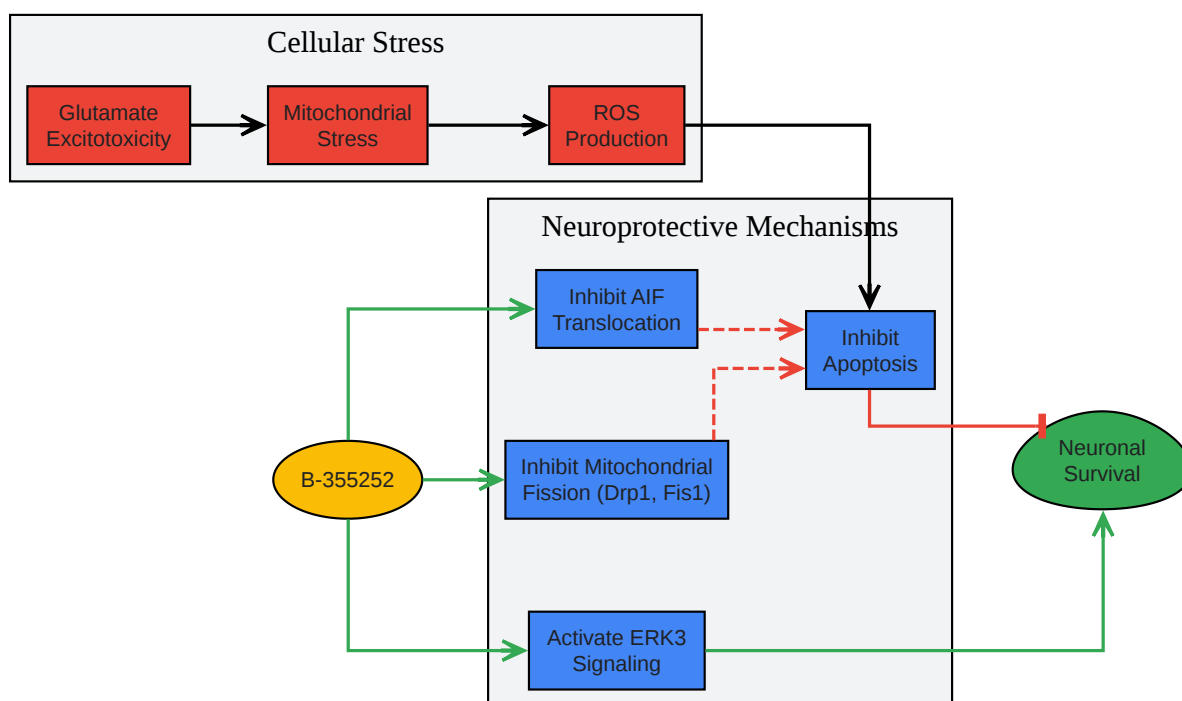 Cellular Stress
Glutamate
Excitotoxicity
Mitochondrial
Stress
ROS
Production
Neuroprotective Mechanisms
Inhibit AIF
Translocation
Inhibit
Apoptosis
B-355252
Inhibit Mitochondrial
Fission (Drp1, Fis1)
Neuronal
Survival
Activate ERK3
Signaling